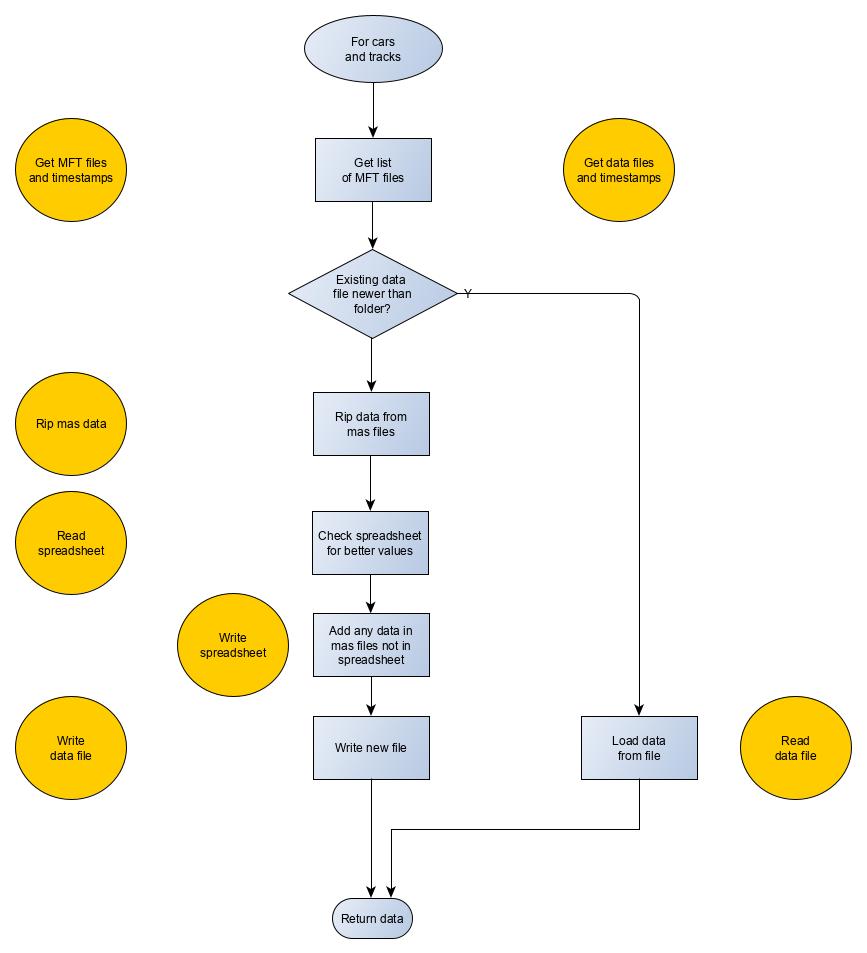 For cars
and tracks
Get MFT files
and timestamps
Get list
of MFT files
Get data files
and timestamps
Existing data
file newer than
folder?
Y
Rip mas data
Rip data from
mas files
Read
spreadsheet
Check spreadsheet
for better values
Write
spreadsheet
Add any data in
mas files not in
spreadsheet
Write
data file
Write new file
Load data
from file
Read
data file
Return data